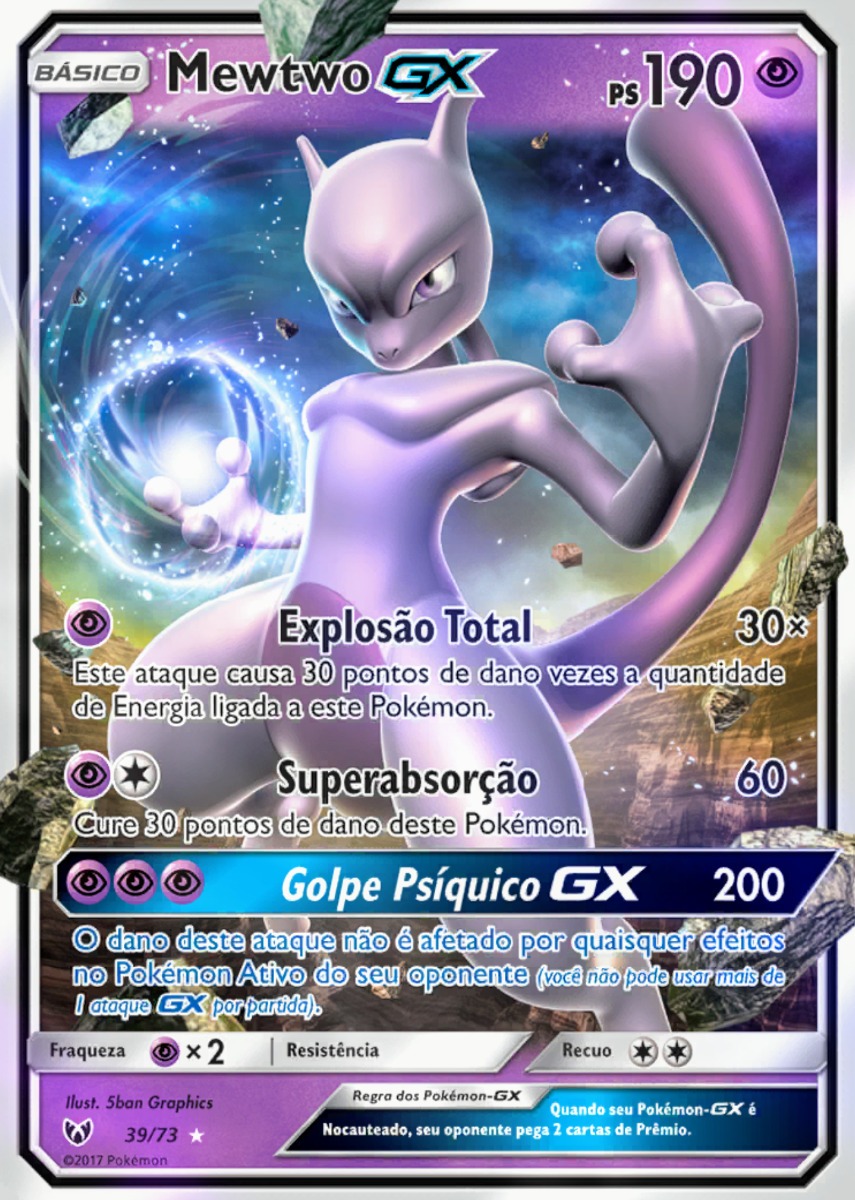 BÁSICO Mewtwo GX PS190
Explosão Total 30×
Este ataque causa 30 pontos de dano vezes a quantidade
de Energia ligada a este Pokémon.
Superabsorção 60
Cure 30 pontos de dano deste Pokémon.
Golpe Psíquico GX 200
O dano deste ataque não é afetado por quaisquer efeitos
no Pokémon Ativo do seu oponente (você não pode usar mais de
1 ataque GX por partida).
Fraqueza ×2 Resistência Recuo
Ilust. 5ban Graphics
39/73
©2017 Pokémon
Regra dos Pokémon-GX
Quando seu Pokémon-GX é
Nocauteado, seu oponente pega 2 cartas de Prêmio.